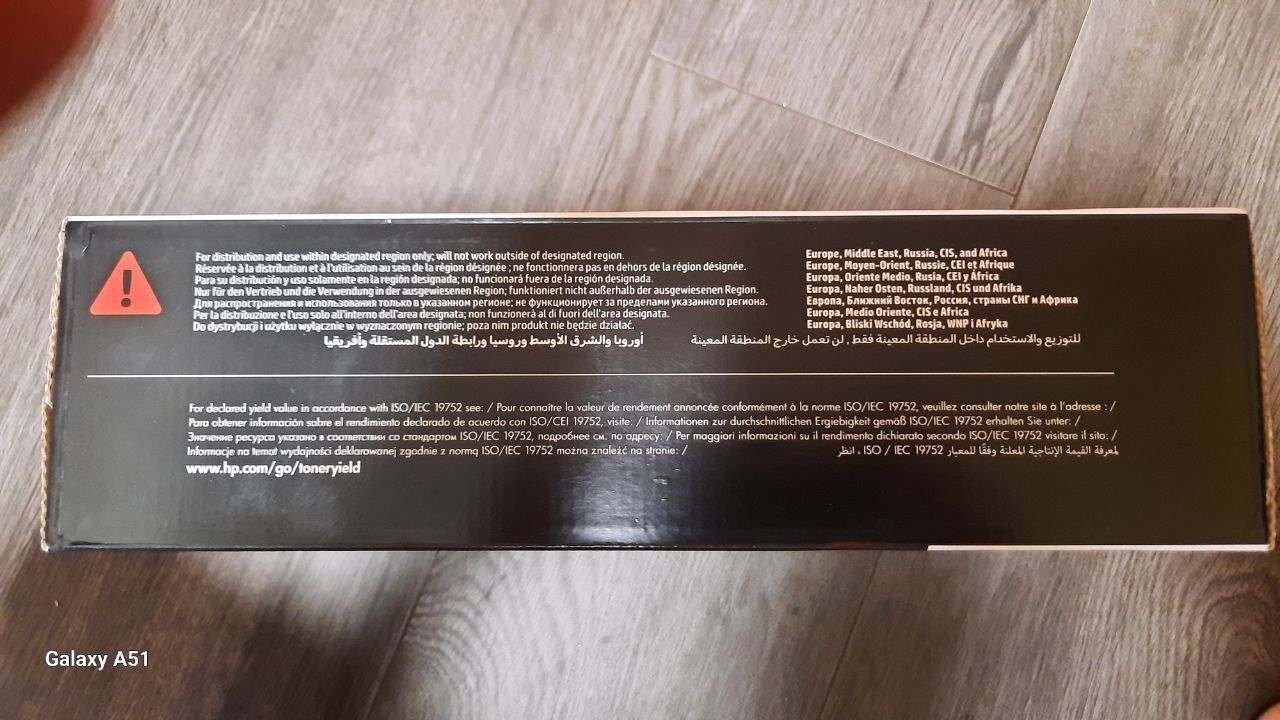 For distribution and use within designated region only; will not work outside of designated region.
Réservée à la distribution et à l'utilisation au sein de la région désignée ; ne fonctionnera pas en dehors de la région désignée.
Para su distribución y uso solamente en la región designada; no funcionará fuera de la región designada.
Nur für den Vertrieb und die Verwendung in der ausgewiesenen Region; funktioniert nicht außerhalb der ausgewiesenen Region.
Для распространения и использования только в указанном регионе; не функционирует за пределами указанного региона.
Per la distribuzione e l'uso solo all'interno dell'area designata; non funzionerà al di fuori dell'area designata.
Do dystrybucji i użytku wyłącznie w wyznaczonym regionie; poza nim produkt nie będzie działać.
Europe, Middle East, Russia, CIS, and Africa
Europe, Moyen-Orient, Russie, CEI et Afrique
Europa, Oriente Medio, Rusia, CEI y África
Europa, Naher Osten, Russland, CIS und Afrika
Европа, Ближний Восток, Россия, страны СНГ и Африка
Europa, Medio Oriente, CIS e Africa
Europa, Bliski Wschód, Rosja, WNP i Afryka
للتوزيع والاستخدام داخل المنطقة المعينة فقط . لن تعمل خارج المنطقة المعينة
أوروبا والشرق الأوسط وروسيا ورابطة الدول المستقلة وأفريقيا
For declared yield value in accordance with ISO/IEC 19752 see: / Pour connaître la valeur de rendement annoncée conformément à la norme ISO/IEC 19752, veuillez consulter notre site à l'adresse : /
Para obtener información sobre el rendimiento declarado de acuerdo con ISO/CEI 19752, visite: / Informationen zur durchschnittlichen Ergiebigkeit gemäß ISO/IEC 19752 erhalten Sie unter: /
Значение ресурса указано в соответствии со стандартом ISO/IEC 19752, подробнее см. по адресу: / Per maggiori informazioni su il rendimento dichiarato secondo ISO/IEC 19752 visitare il sito: /
Informacje na temat wydajności deklarowanej zgodnie z normą ISO/IEC 19752 można znaleźć na stronie: / لمعرفة القيمة الإنتاجية المعلنة وفقًا للمعيار ISO / IEC 19752 ، انظر
www.hp.com/go/toneryield
Galaxy A51